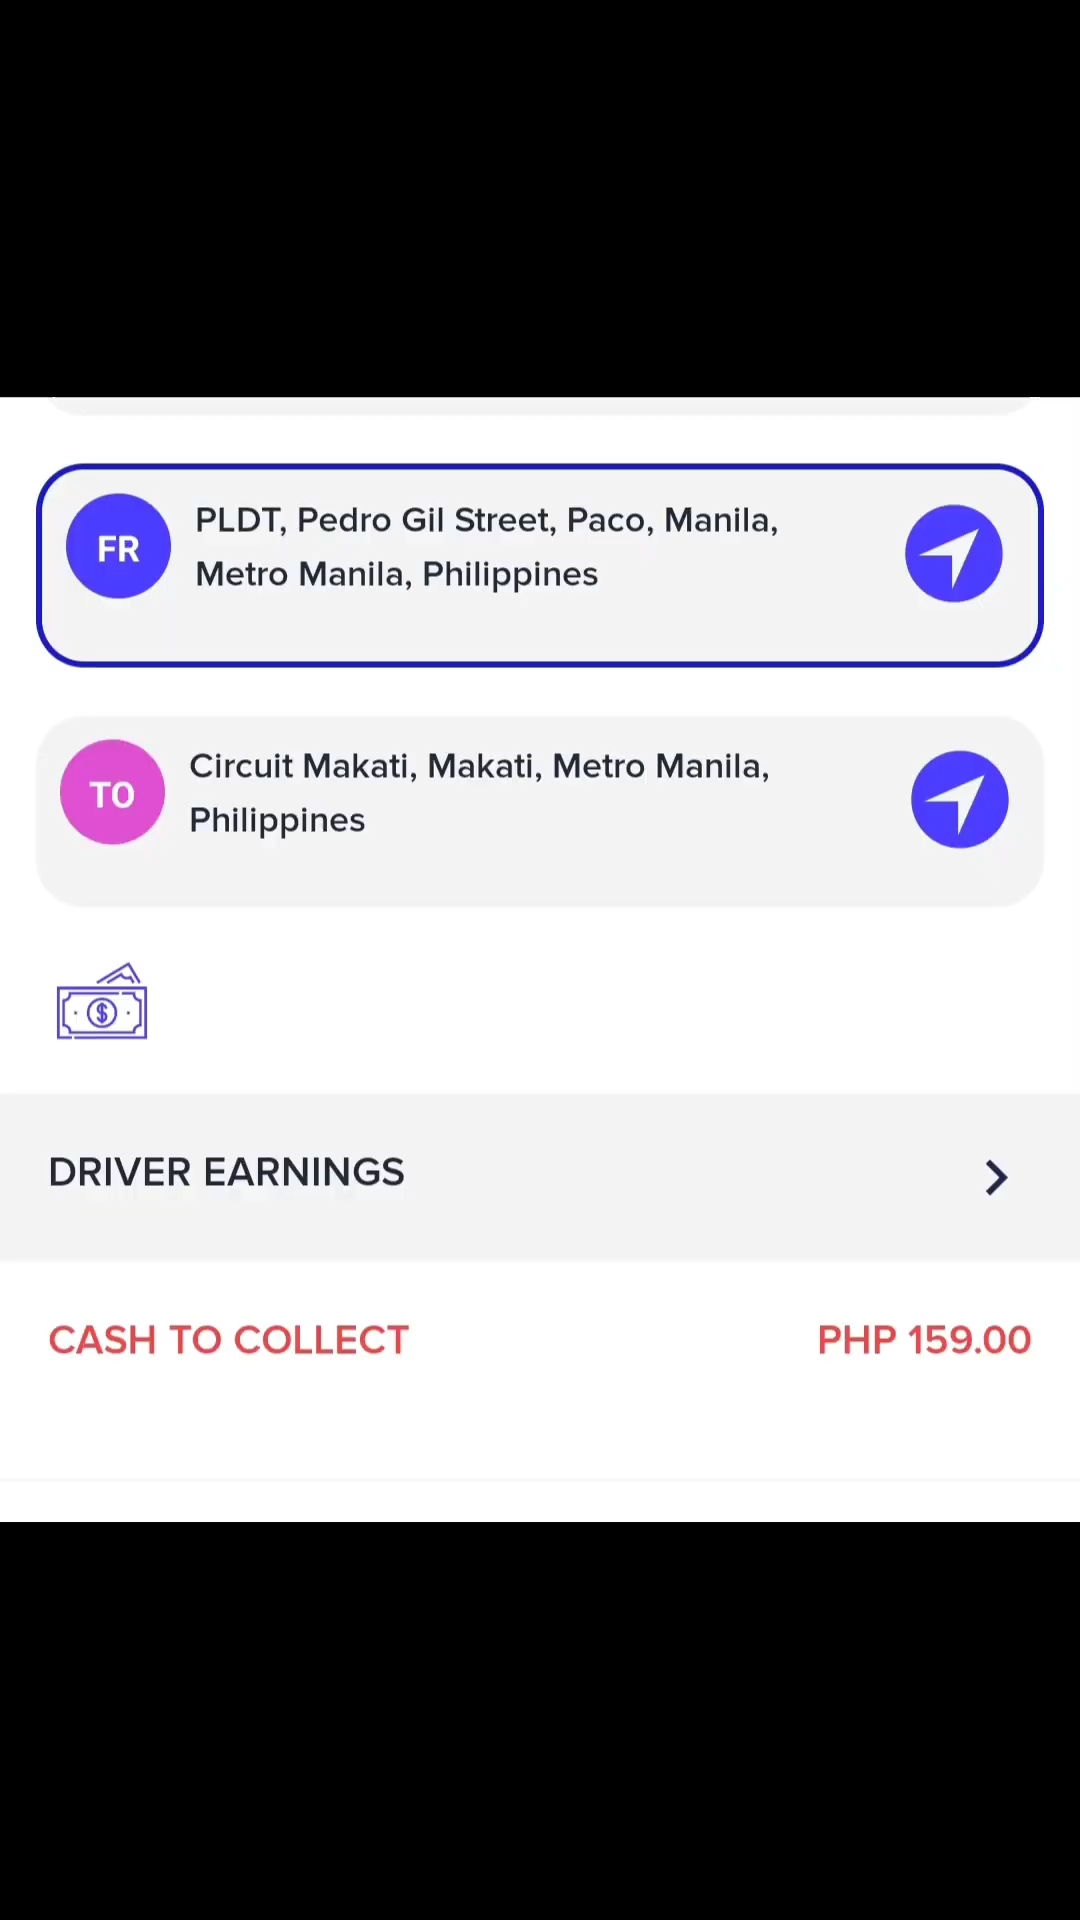 FR
PLDT, Pedro Gil Street, Paco, Manila,
Metro Manila, Philippines
TO
Circuit Makati, Makati, Metro Manila,
Philippines
$
DRIVER EARNINGS
CASH TO COLLECT PHP 159.00